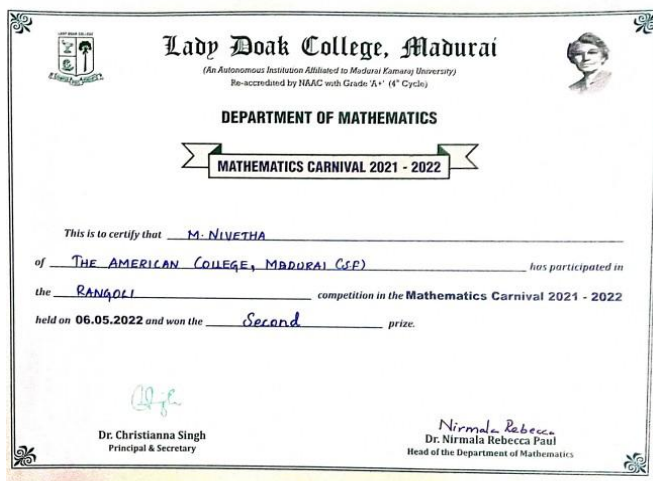 LADY DOAK COLLEGE
Lady Doak College, Madurai
(An Autonomous Institution Affiliated to Madurai Kamaraj University)
Re-accredited by NAAC with Grade 'A+' (4th Cycle)
DEPARTMENT OF MATHEMATICS
MATHEMATICS CARNIVAL 2021 - 2022
This is to certify that M. NIVETHA
of THE AMERICAN COLLEGE, MADURAI (SF) has participated in
the RANGOLI competition in the Mathematics Carnival 2021 - 2022
held on 06.05.2022 and won the Second prize.
Nirmala Rebecca
Dr. Christianna Singh
Principal & Secretary
Dr. Nirmala Rebecca Paul
Head of the Department of Mathematics